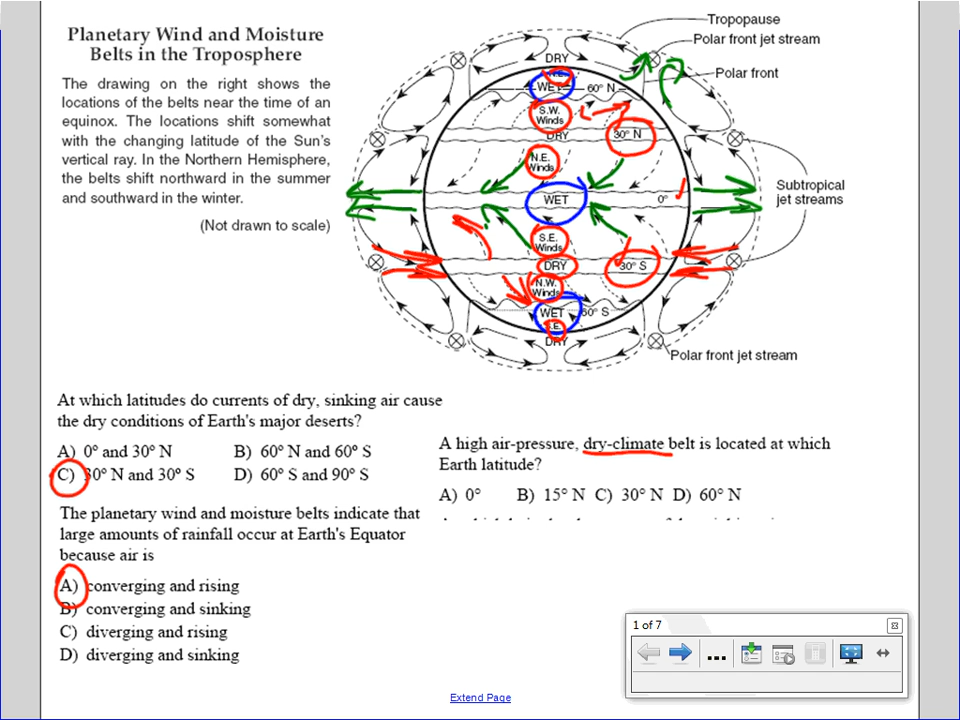 Planetary Wind and Moisture
Belts in the Troposphere
The drawing on the right shows the
locations of the belts near the time of an
equinox. The locations shift somewhat
with the changing latitude of the Sun's
vertical ray. In the Northern Hemisphere,
the belts shift northward in the summer
and southward in the winter.
(Not drawn to scale)
Tropopause
Polar front jet stream
Polar front
DRY
WET
60° N
S.W.
Winds
DRY
30° N
N.E.
Winds
WET
0°
Subtropical
jet streams
S.E.
Winds
DRY
30° S
N.W.
Winds
WET
60° S
S.E.
DRY
Polar front jet stream
At which latitudes do currents of dry, sinking air cause
the dry conditions of Earth's major deserts?
A) 0° and 30° N B) 60° N and 60° S
C) 30° N and 30° S D) 60° S and 90° S
A high air-pressure, dry-climate belt is located at which
Earth latitude?
A) 0° B) 15° N C) 30° N D) 60° N
The planetary wind and moisture belts indicate that
large amounts of rainfall occur at Earth's Equator
because air is
A) converging and rising
B) converging and sinking
C) diverging and rising
D) diverging and sinking
1 of 7
Extend Page